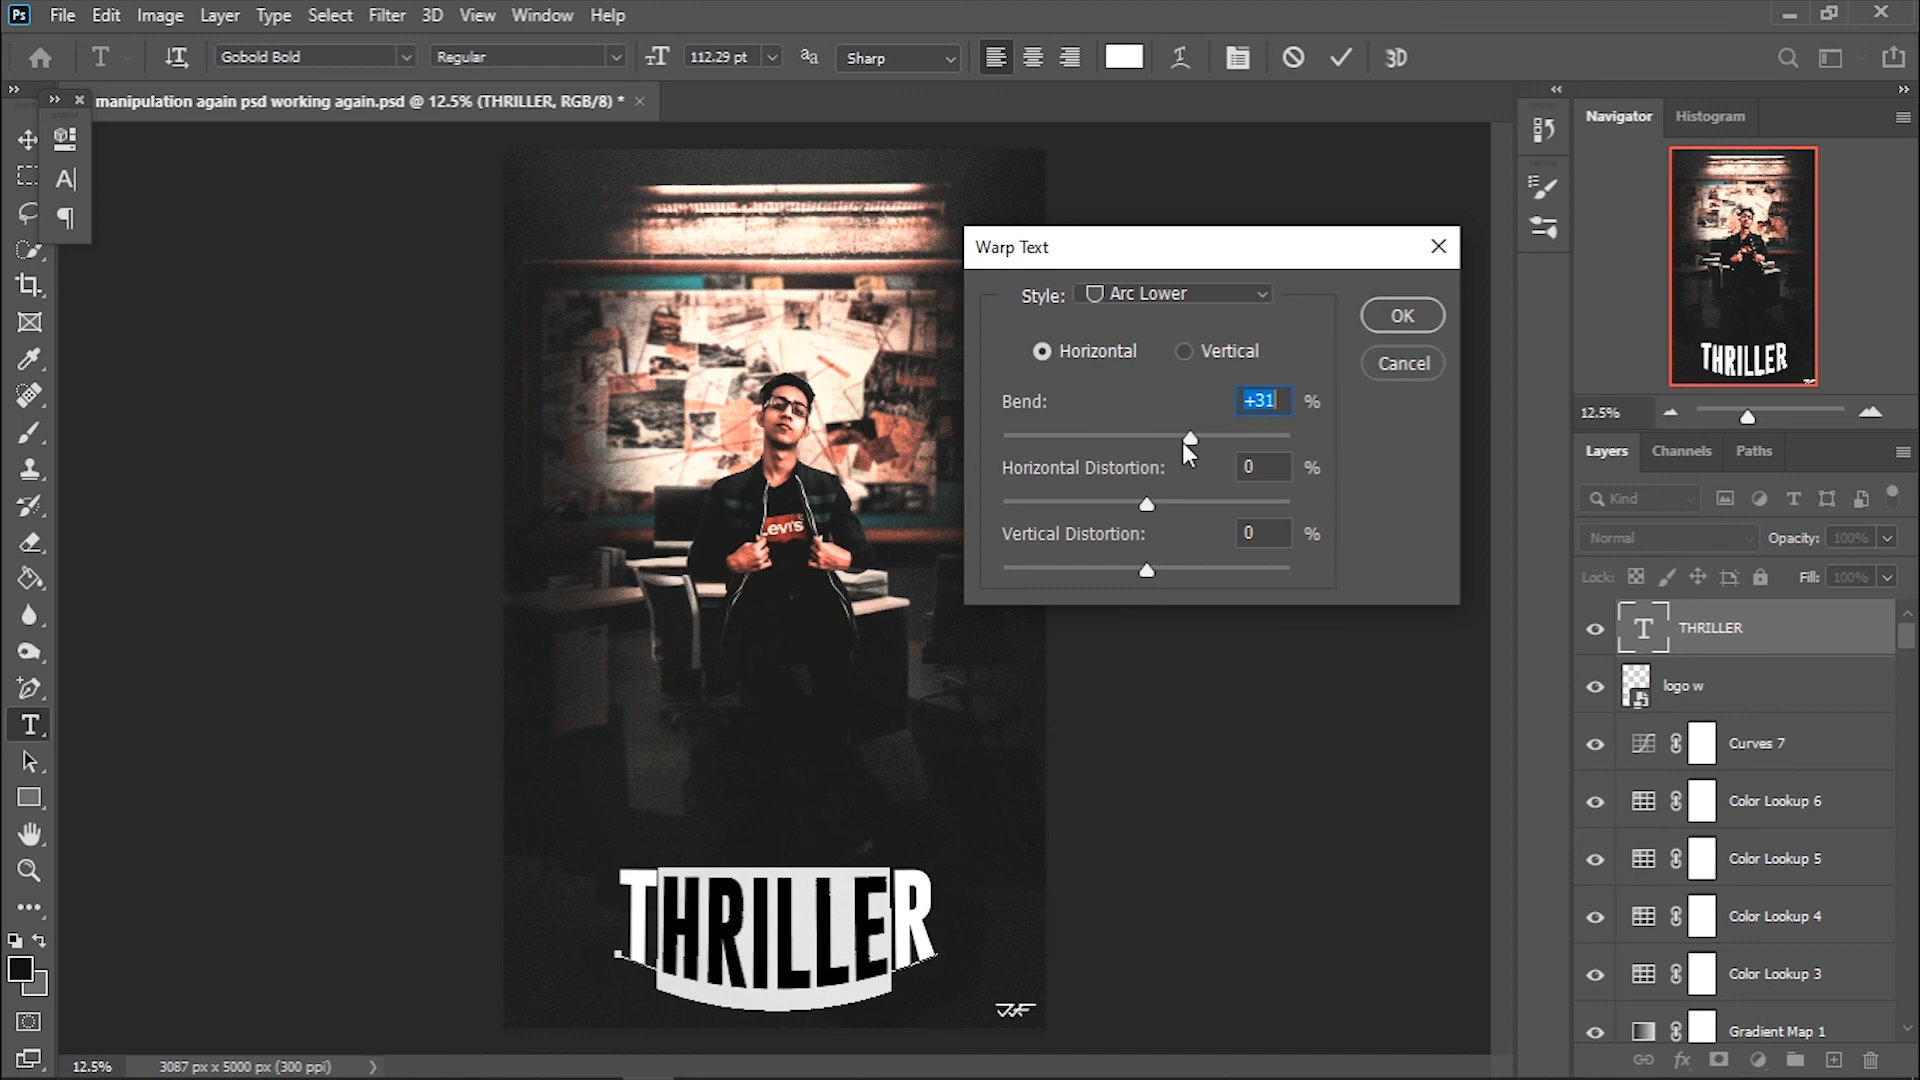 Ps File Edit Image Layer Type Select Filter 3D View Window Help
T Gobold Bold Regular 112.29 pt aa Sharp 3D
manipulation again psd working again.psd @ 12.5% (THRILLER, RGB/8) *
A
¶
Navigator Histogram
THRILLER
12.5%
Warp Text
Style: Arc Lower
Horizontal Vertical
OK
Cancel
Bend: +31 %
Horizontal Distortion: 0 %
Vertical Distortion: 0 %
Levi's
THRILLER
Layers Channels Paths
Kind T
Normal Opacity: 100%
Lock: Fill: 100%
T THRILLER
logo w
Curves 7
Color Lookup 6
Color Lookup 5
Color Lookup 4
Color Lookup 3
Gradient Map 1
fx
T
12.5% 3087 px x 5000 px (300 ppi)